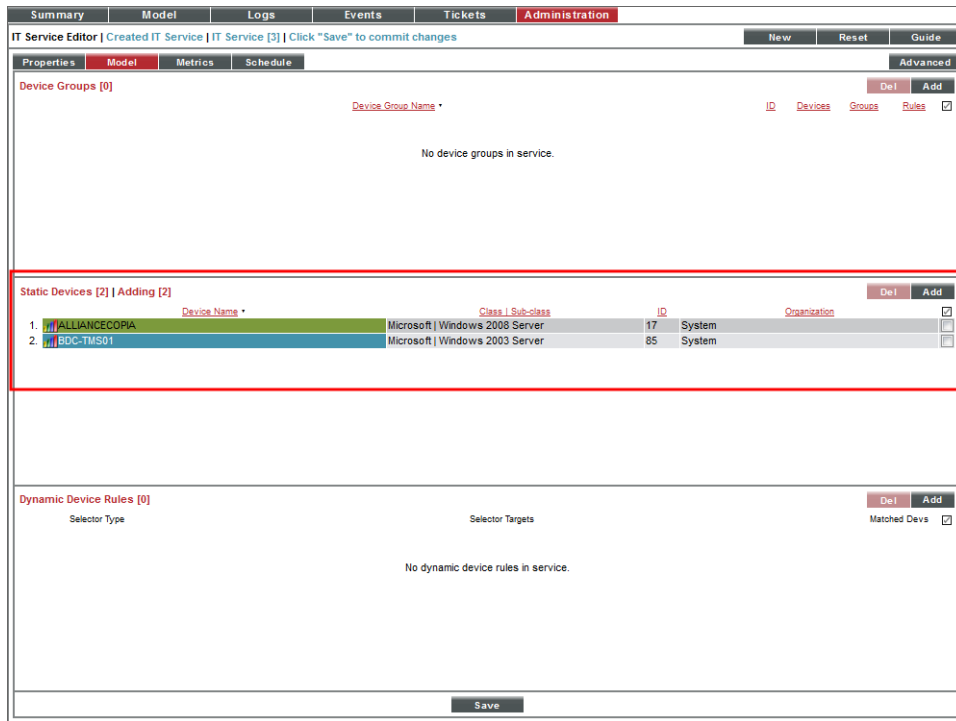 Summary Model Logs Events Tickets Administration
IT Service Editor | Created IT Service | IT Service [3] | Click "Save" to commit changes New Reset Guide
Properties Model Metrics Schedule Advanced
Device Groups [0] Del Add
Device Group Name ID Devices Groups Rules
No device groups in service.
Static Devices [2] | Adding [2] Del Add
Device Name Class | Sub-class ID Organization
1. ALLIANCECOPIA Microsoft | Windows 2008 Server 17 System
2. BDC-TMS01 Microsoft | Windows 2003 Server 85 System
Dynamic Device Rules [0] Del Add
Selector Type Selector Targets Matched Devs
No dynamic device rules in service.
Save